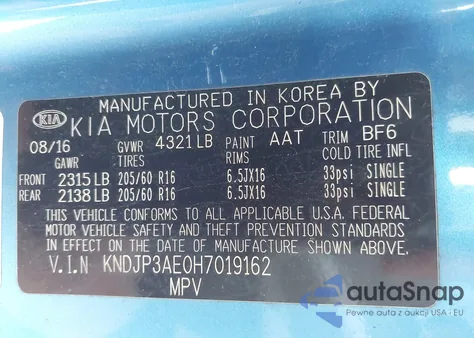 MANUFACTURED IN KOREA BY
KIA KIA MOTORS CORPORATION
08/16 GVWR 4321 LB PAINT AAT TRIM BF6
GAWR TIRES RIMS COLD TIRE INFL
FRONT 2315 LB 205/60 R16 6.5JX16 33psi SINGLE
REAR 2138 LB 205/60 R16 6.5JX16 33psi SINGLE
THIS VEHICLE CONFORMS TO ALL APPLICABLE U.S.A. FEDERAL
MOTOR VEHICLE SAFETY AND THEFT PREVENTION STANDARDS
IN EFFECT ON THE DATE OF MANUFACTURE SHOWN ABOVE.
V.I.N KNDJP3AE0H7019162
MPV
autoSnap
Pewne auta z aukcji USA - EU